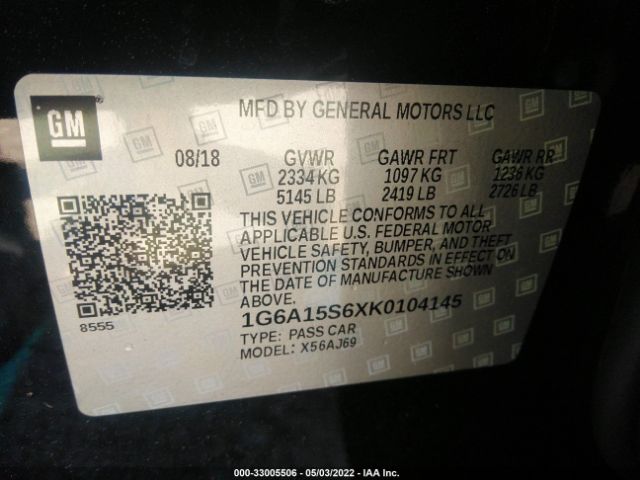 GM
MFD BY GENERAL MOTORS LLC
08/18 GVWR GAWR FRT GAWR RR
2334 KG 1097 KG 1236 KG
5145 LB 2419 LB 2726 LB
THIS VEHICLE CONFORMS TO ALL
APPLICABLE U.S. FEDERAL MOTOR
VEHICLE SAFETY, BUMPER, AND THEFT
PREVENTION STANDARDS IN EFFECT ON
THE DATE OF MANUFACTURE SHOWN
ABOVE.
8555
1G6A15S6XK0104145
TYPE: PASS CAR
MODEL: X56AJ69
000-33005506 - 05/03/2022 - IAA Inc.